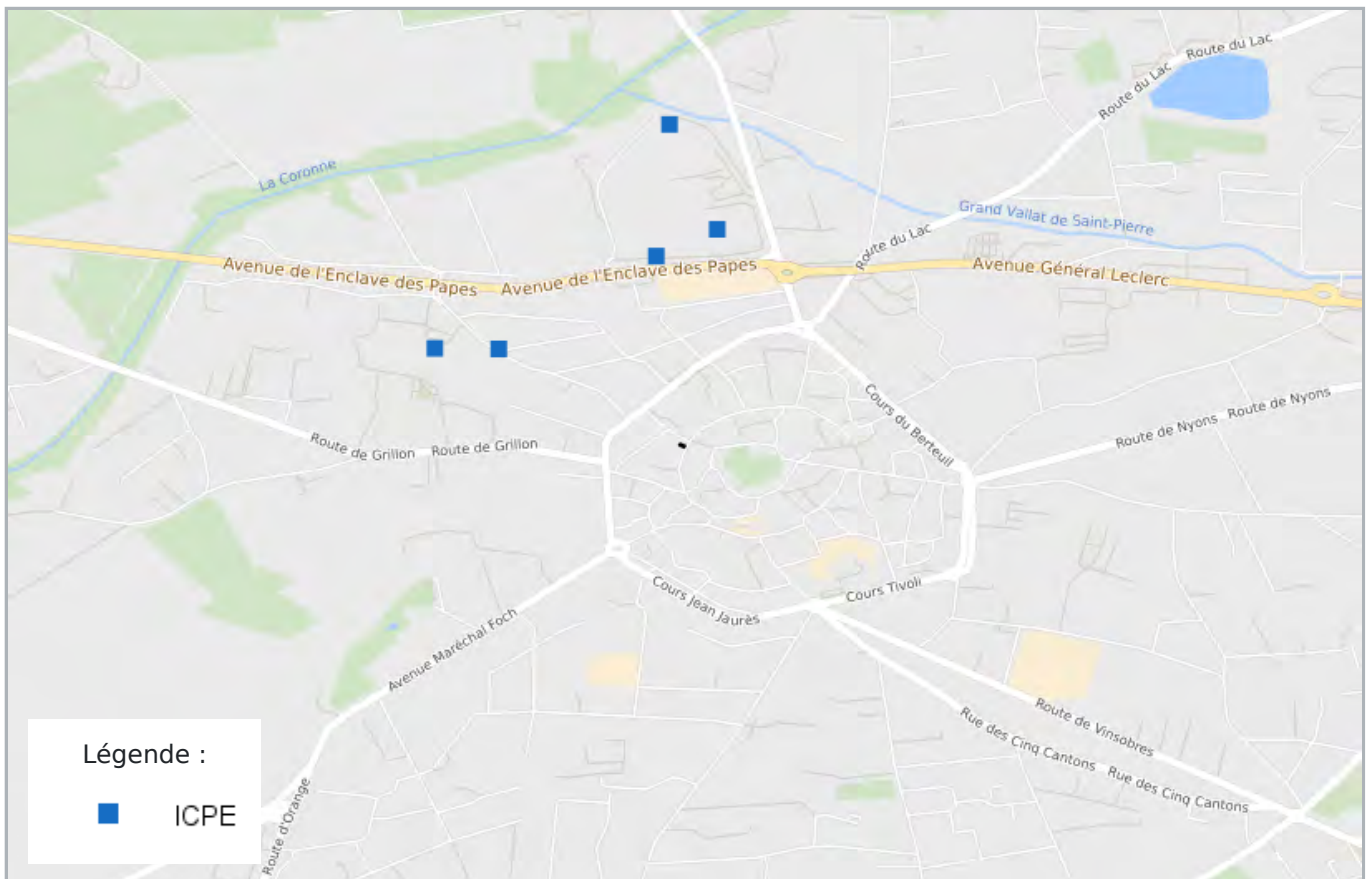 Route du Lac
Route du Lac
La Coronne
Grand Vallat de Saint-Pierre
Route du Lac
Avenue de l'Enclave des Papes
Avenue de l'Enclave des Papes
Avenue Général Leclerc
Cours du Berteuil
Route de Nyons
Route de Nyons
Route de Grillon
Route de Grillon
Cours Jean Jaurès
Cours Tivoli
Avenue Maréchal Foch
Route de Vinsobres
Rue des Cinq Cantons
Rue des Cinq Cantons
Route d'Orange
Légende :
ICPE